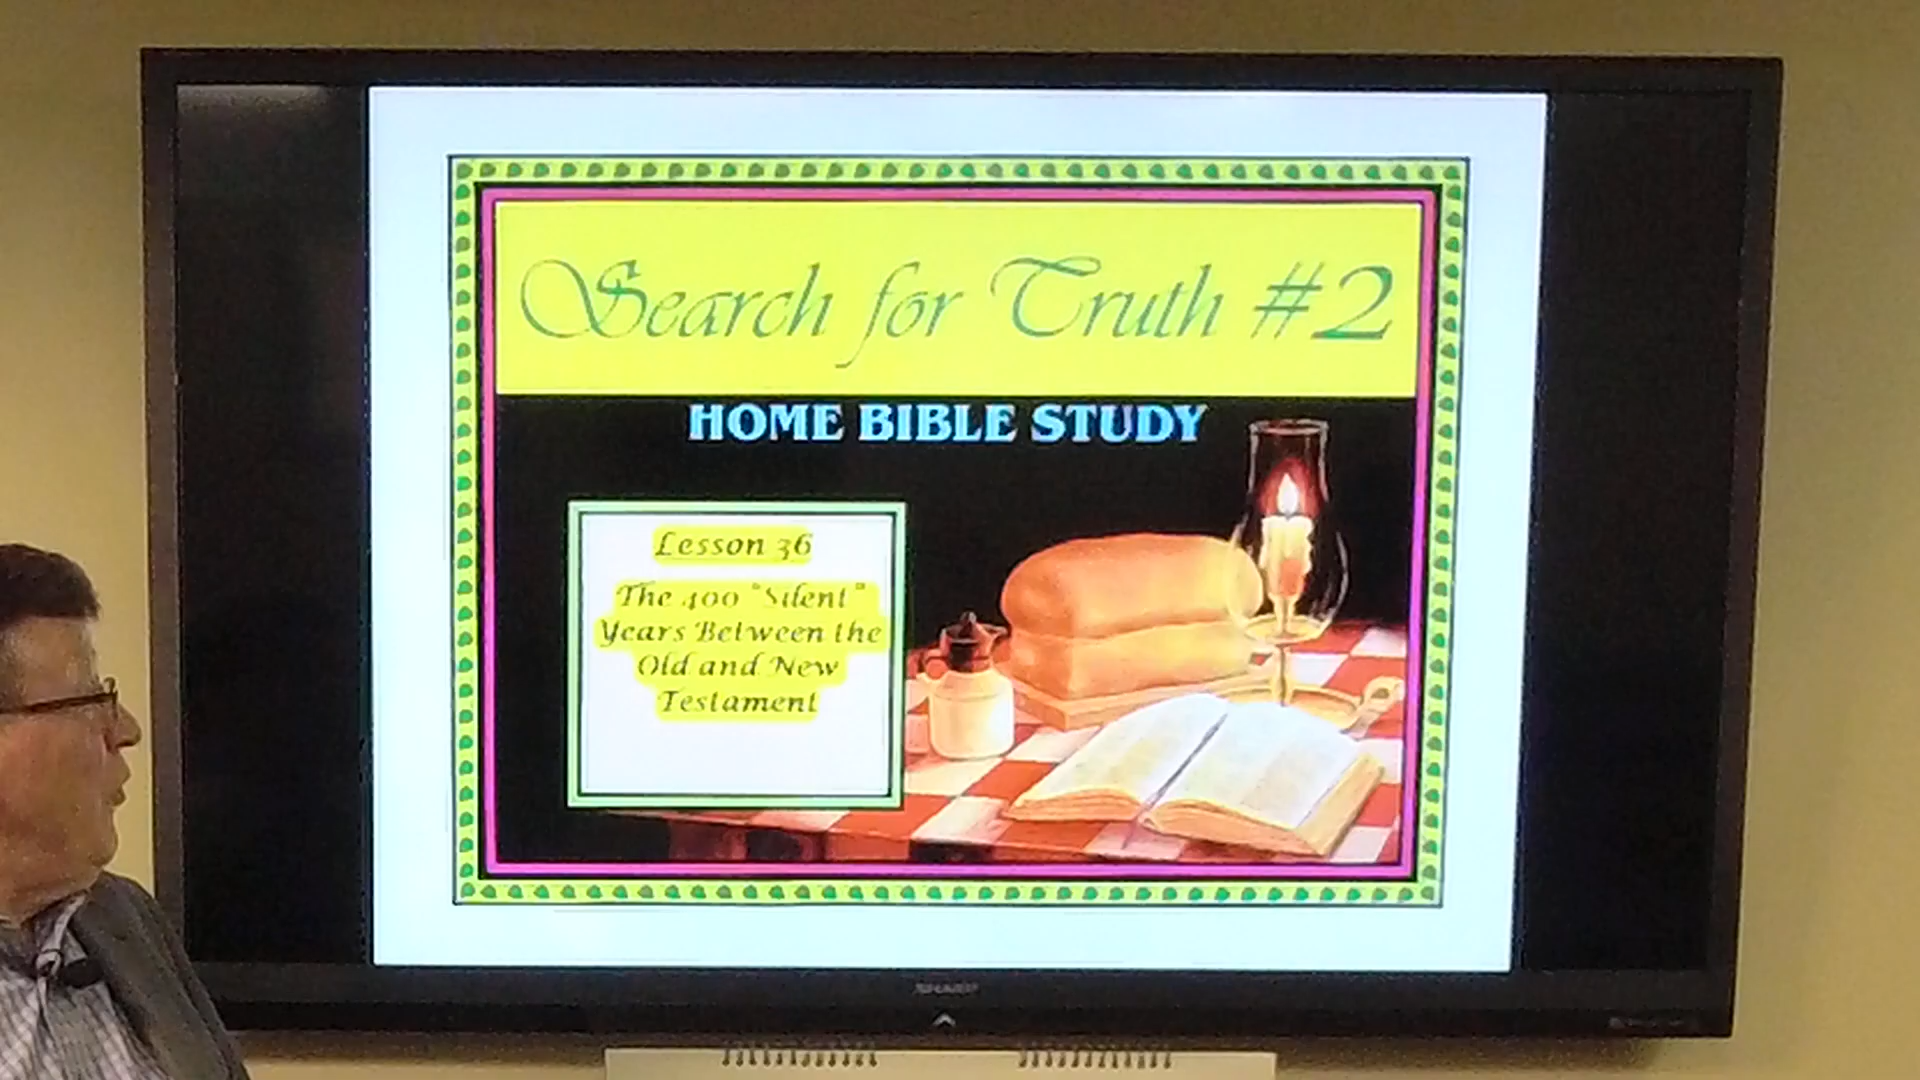 Search for Truth #2
HOME BIBLE STUDY
Lesson 36
The 400 "Silent"
Years Between the
Old and New
Testament
SHARP